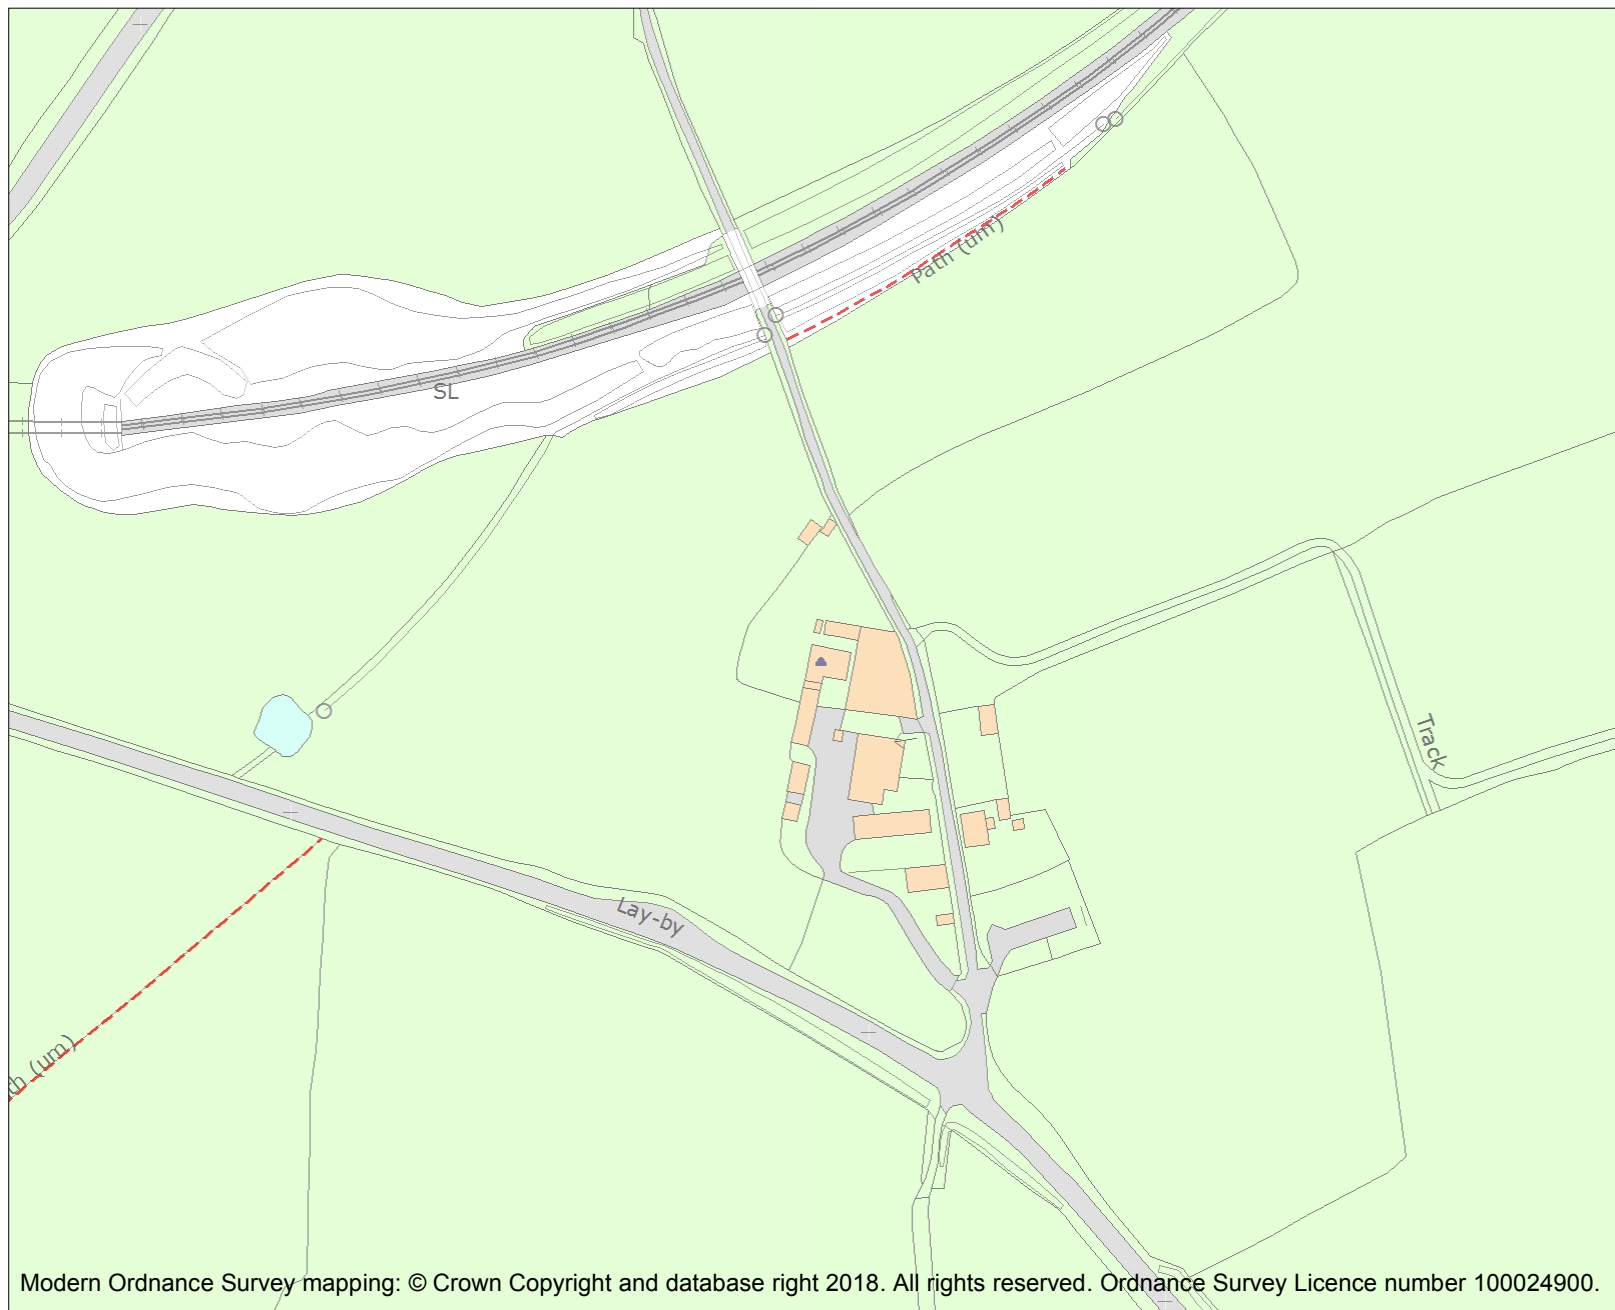 Path (um)
SL
Track
Lay-by
th (um)
Modern Ordnance Survey mapping: © Crown Copyright and database right 2018. All rights reserved. Ordnance Survey Licence number 100024900.